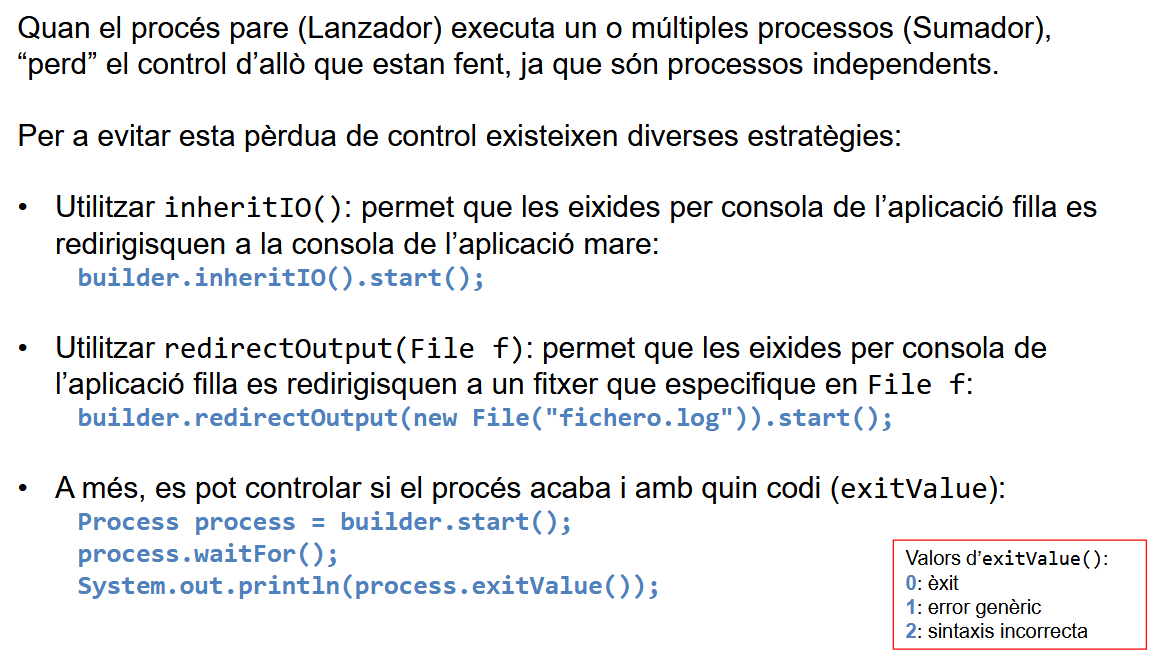 Quan el procés pare (Lanzador) executa un o múltiples processos (Sumador),
“perd” el control d’allò que estan fent, ja que són processos independents.
Per a evitar esta pèrdua de control existeixen diverses estratègies:
• Utilitzar inheritIO(): permet que les eixides per consola de l’aplicació filla es
redirigisquen a la consola de l’aplicació mare:
builder.inheritIO().start();
• Utilitzar redirectOutput(File f): permet que les eixides per consola de
l’aplicació filla es redirigisquen a un fitxer que especifique en File f:
builder.redirectOutput(new File("fichero.log")).start();
• A més, es pot controlar si el procés acaba i amb quin codi (exitValue):
Process process = builder.start();
process.waitFor();
System.out.println(process.exitValue());
Valors d’exitValue():
0: èxit
1: error genèric
2: sintaxis incorrecta